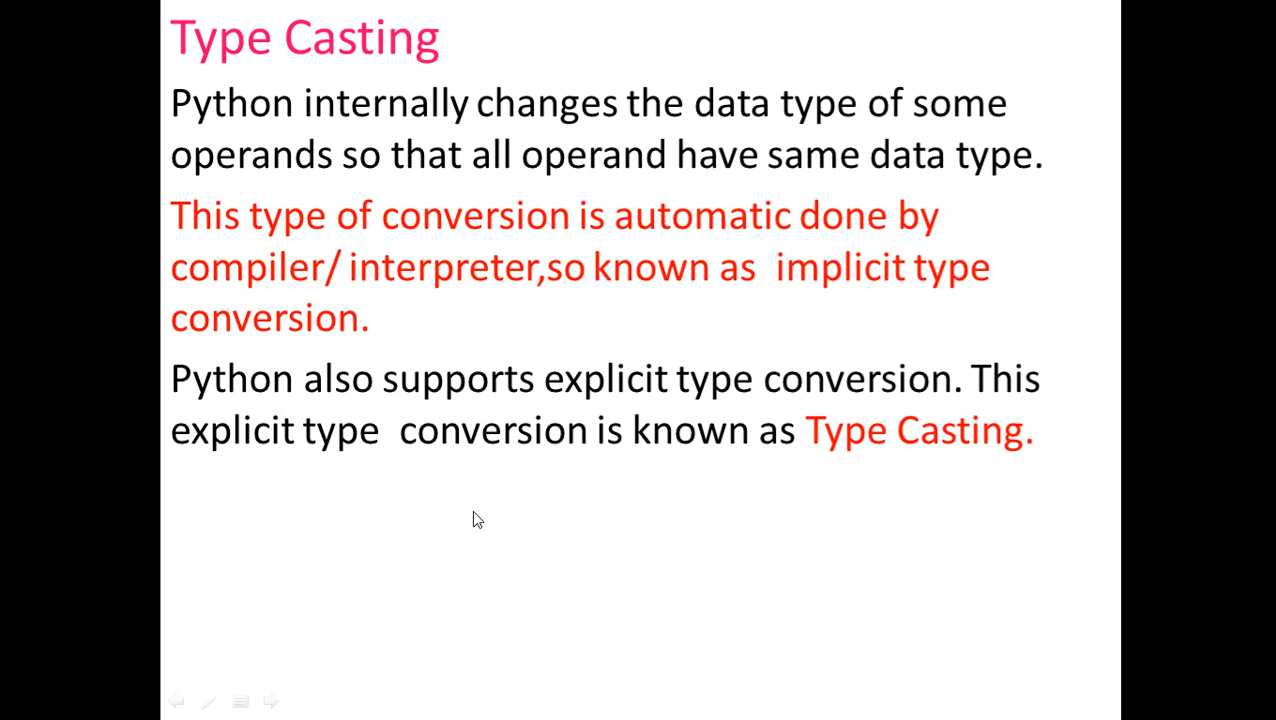 Type Casting
Python internally changes the data type of some
operands so that all operand have same data type.
This type of conversion is automatic done by
compiler/ interpreter,so known as  implicit type
conversion.
Python also supports explicit type conversion. This
explicit type  conversion is known as Type Casting.